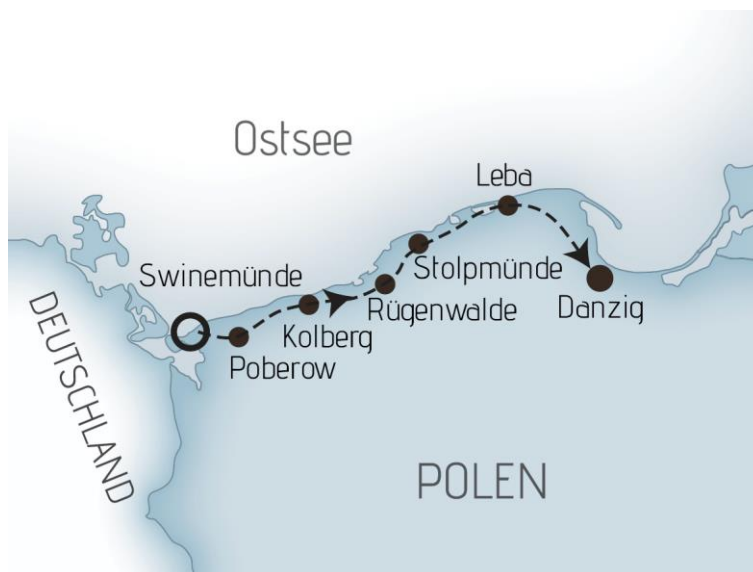 Ostsee
Leba
Swinemünde
Stolpmünde
Rügenwalde
Danzig
Kolberg
Poberow
DEUTSCHLAND
POLEN